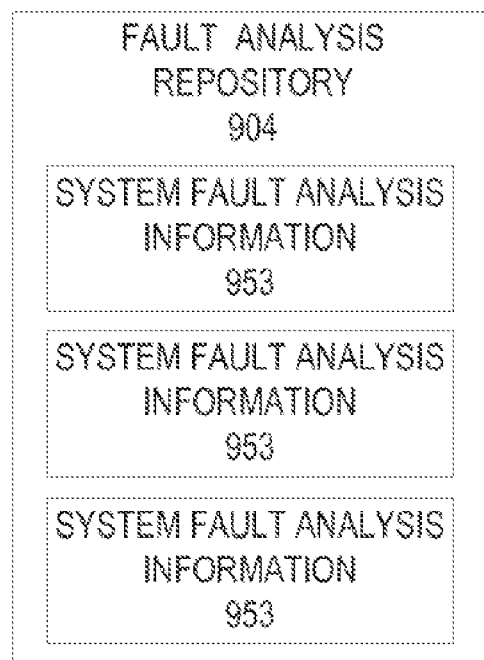 FAULT ANALYSIS
REPOSITORY
904
SYSTEM FAULT ANALYSIS
INFORMATION
953
SYSTEM FAULT ANALYSIS
INFORMATION
953
SYSTEM FAULT ANALYSIS
INFORMATION
953